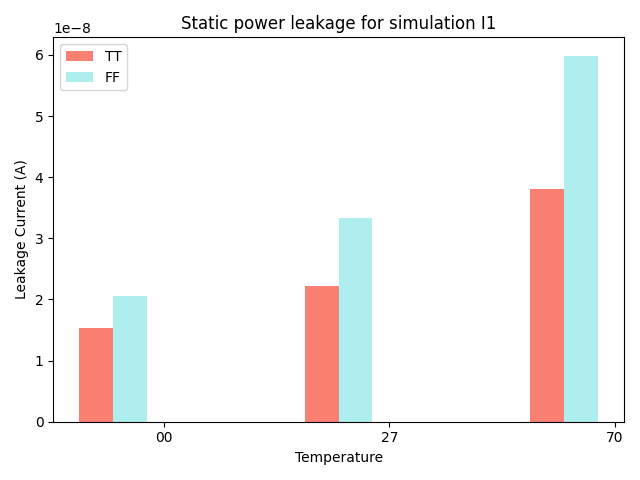 Static power leakage for simulation I1
1e−8
TT
FF
6
5
4
3
2
1
0
Leakage Current (A)
00
27
70
Temperature